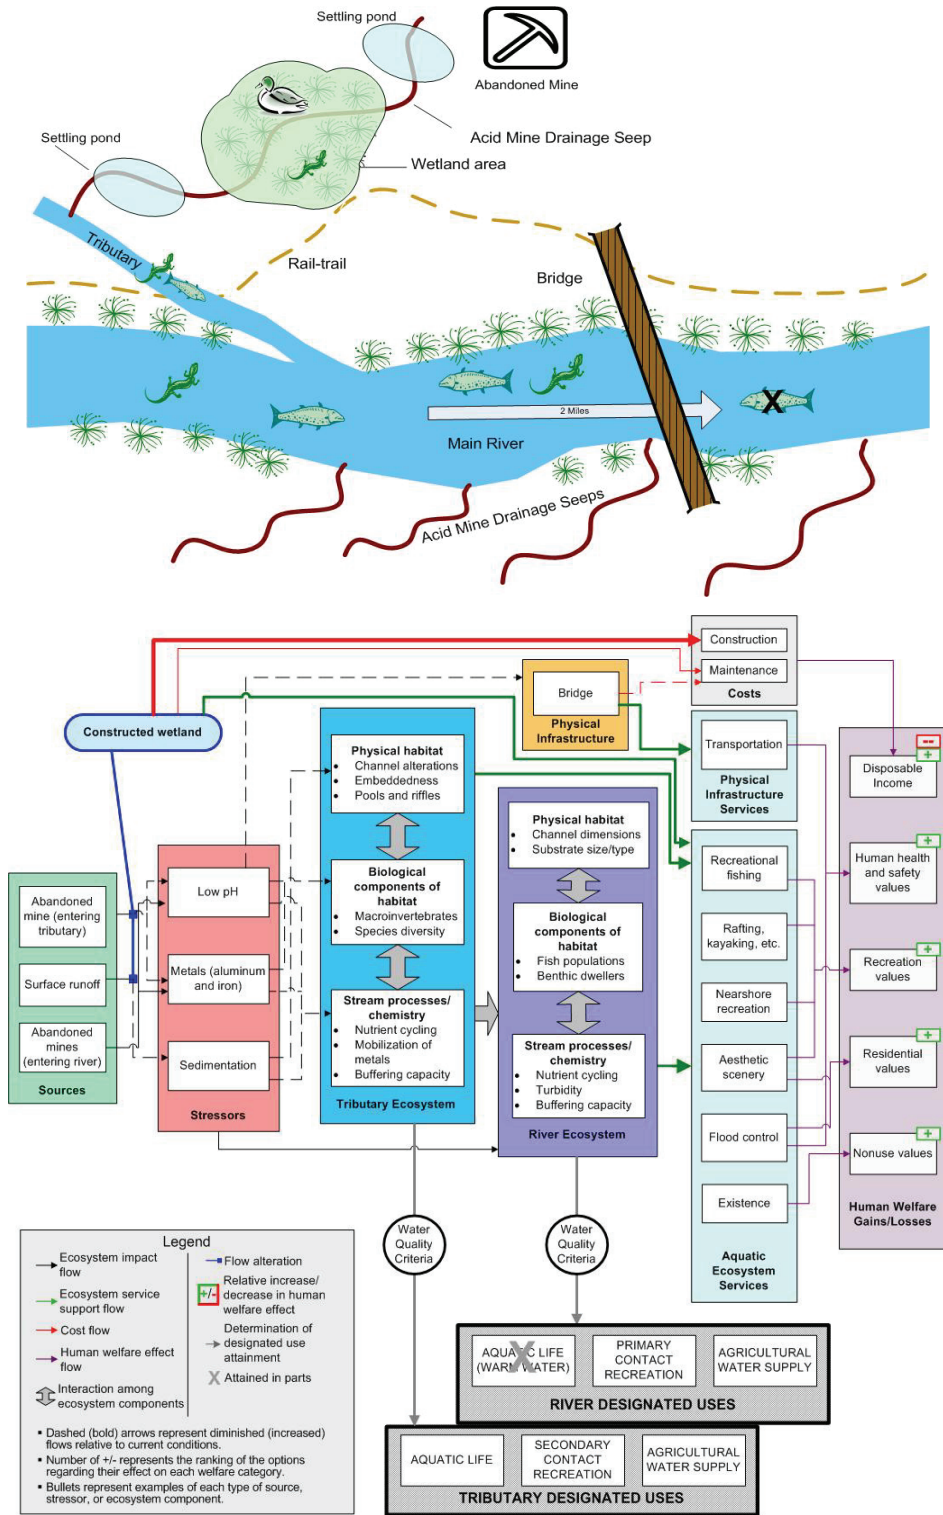 Settling pond
Abandoned Mine
Acid Mine Drainage Seep
Settling pond
Wetland area
Tributary
Rail-trail
Bridge
2 Miles
Main River
Acid Mine Drainage Seeps
Construction
Maintenance
Costs
Bridge
Physical
Infrastructure
Constructed wetland
Transportation
Physical
Infrastructure
Services
--
+
Disposable
Income
Physical habitat
• Channel alterations
• Embeddedness
• Pools and riffles
Physical habitat
• Channel dimensions
• Substrate size/type
Recreational
fishing
+
Human health
and safety
values
Low pH
Biological
components of
habitat
• Macroinvertebrates
• Species diversity
Abandoned
mine (entering
tributary)
Biological
components of
habitat
• Fish populations
• Benthic dwellers
Rafting,
kayaking, etc.
+
Recreation
values
Surface runoff
Metals (aluminum
and iron)
Nearshore
recreation
Abandoned
mines (entering
river)
Sources
Sedimentation
Stressors
Stream processes/
chemistry
• Nutrient cycling
• Mobilization of
metals
• Buffering capacity
Tributary Ecosystem
Stream processes/
chemistry
• Nutrient cycling
• Turbidity
• Buffering capacity
River Ecosystem
Aesthetic
scenery
+
Residential
values
Flood control
+
Nonuse values
Existence
Human Welfare
Gains/Losses
Aquatic
Ecosystem
Services
Water
Quality
Criteria
Water
Quality
Criteria
Legend
Ecosystem impact
flow
Ecosystem service
support flow
Cost flow
Human welfare effect
flow
Interaction among
ecosystem components
Flow alteration
+/-
Relative increase/
decrease in human
welfare effect
Determination of
designated use
attainment
X
Attained in parts
▪ Dashed (bold) arrows represent diminished (increased)
flows relative to current conditions.
▪ Number of +/- represents the ranking of the options
regarding their effect on each welfare category.
▪ Bullets represent examples of each type of source,
stressor, or ecosystem component.
AQUATIC LIFE
(WARM WATER)
X
PRIMARY
CONTACT
RECREATION
AGRICULTURAL
WATER SUPPLY
RIVER DESIGNATED USES
AQUATIC LIFE
SECONDARY
CONTACT
RECREATION
AGRICULTURAL
WATER SUPPLY
TRIBUTARY DESIGNATED USES